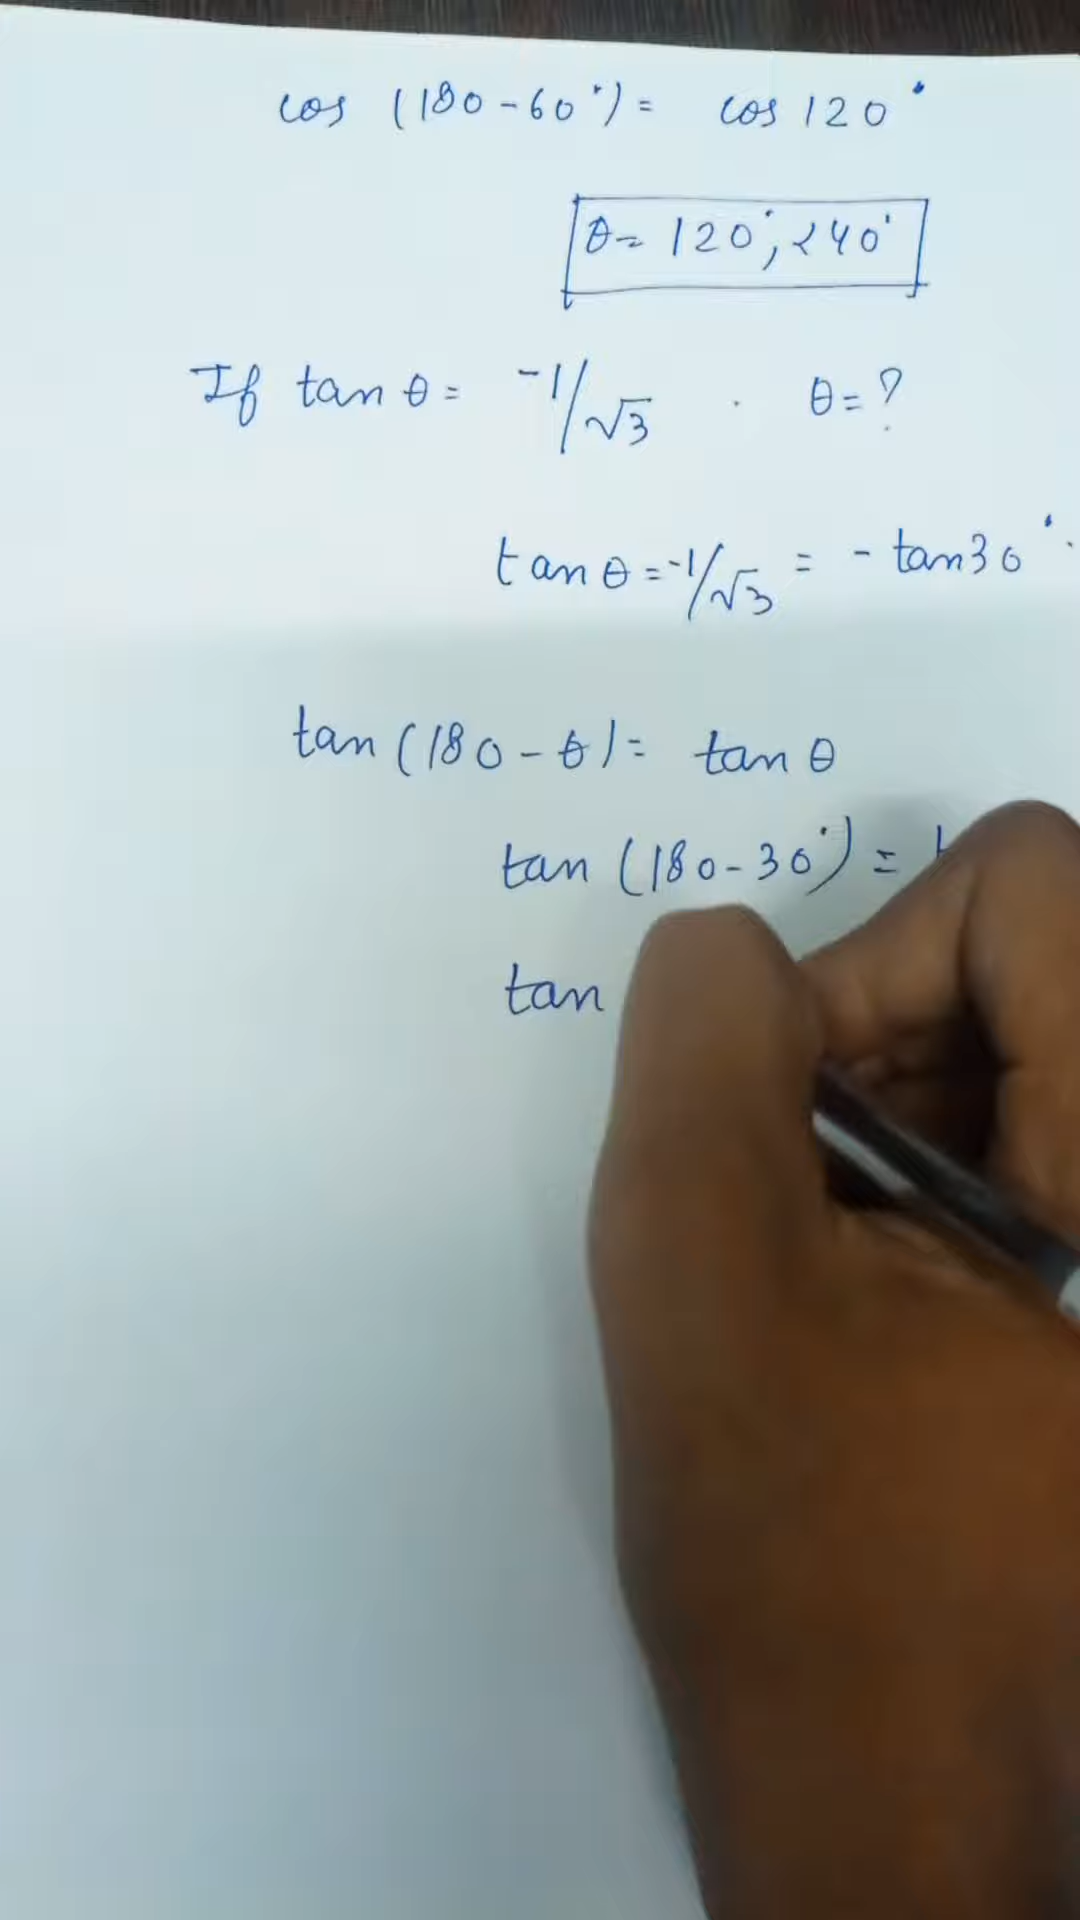 cos (180-60°) = cos 120°
θ = 120°, 240°
If tan θ = -1/√3 . θ = ?
tan θ = -1/√3 = - tan 30° .
tan (180 - θ) = tan θ
tan (180-30°) =
tan